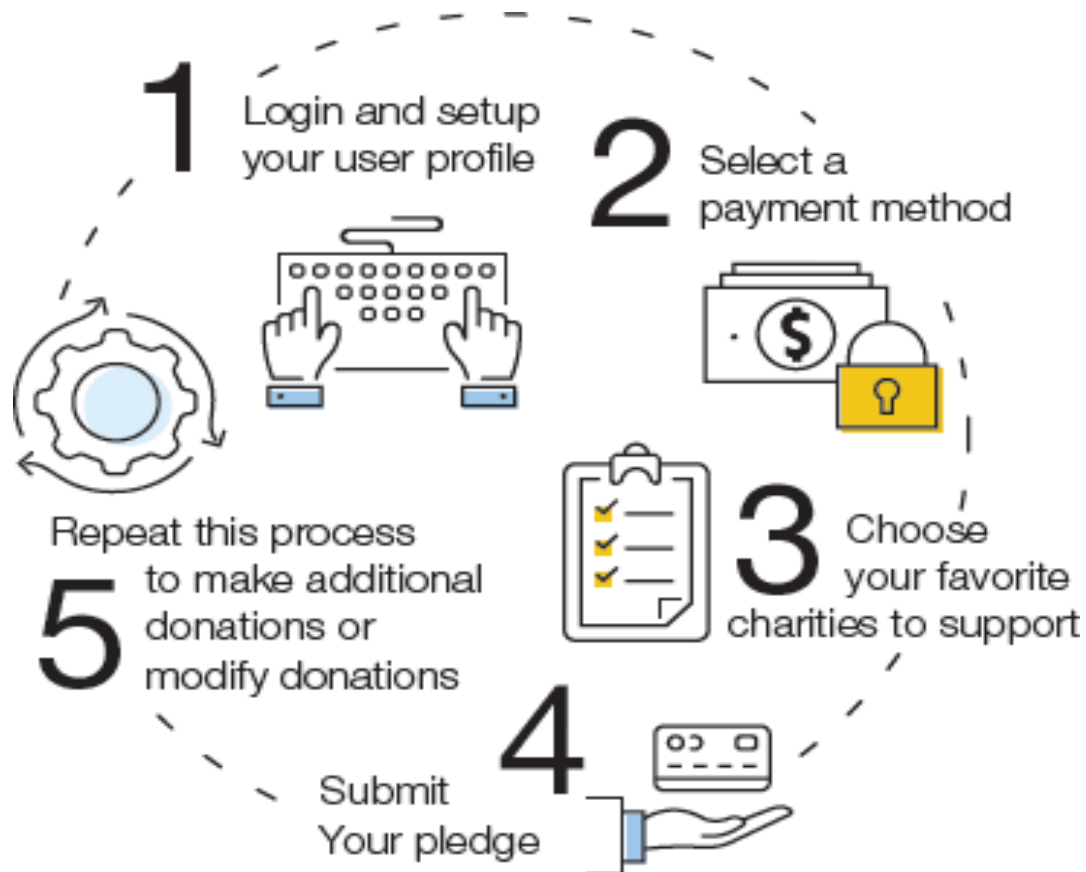 1
Login and setup
your user profile
2
Select a
payment method
$
3
Choose
your favorite
charities to support
4
Submit
Your pledge
5
Repeat this process
to make additional
donations or
modify donations